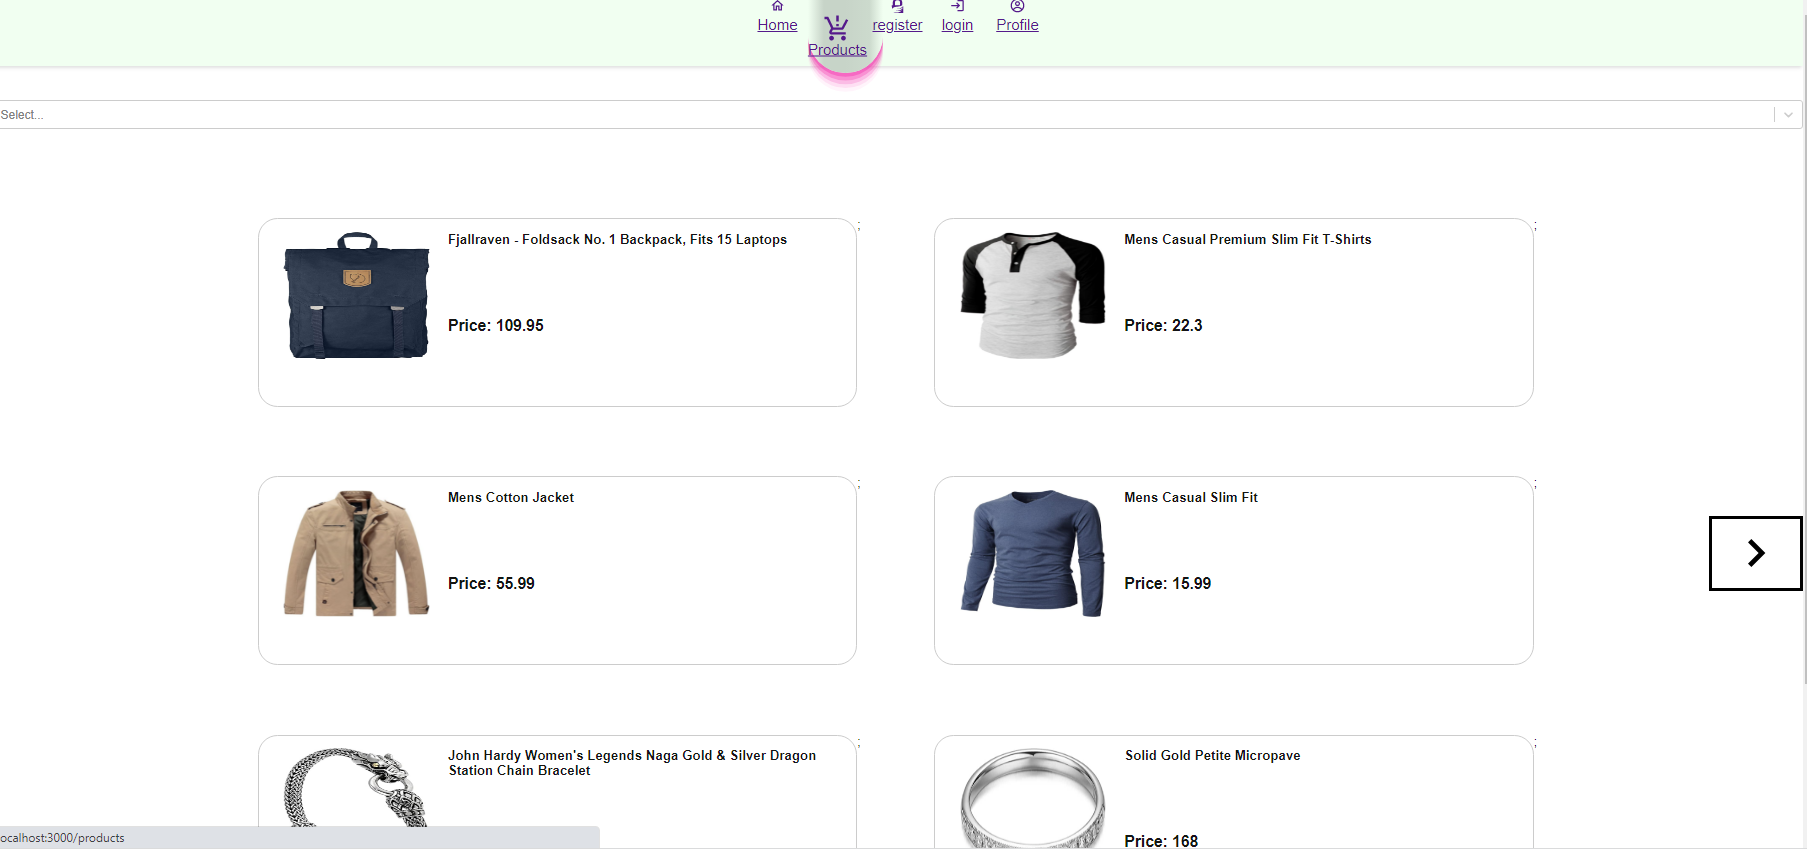 Home
Products
register
login
Profile
Select...
Fjallraven - Foldsack No. 1 Backpack, Fits 15 Laptops
Price: 109.95
;
Mens Casual Premium Slim Fit T-Shirts
Price: 22.3
;
Mens Cotton Jacket
Price: 55.99
;
Mens Casual Slim Fit
Price: 15.99
;
John Hardy Women's Legends Naga Gold & Silver Dragon
Station Chain Bracelet
;
Solid Gold Petite Micropave
Price: 168
;
ocalhost:3000/products